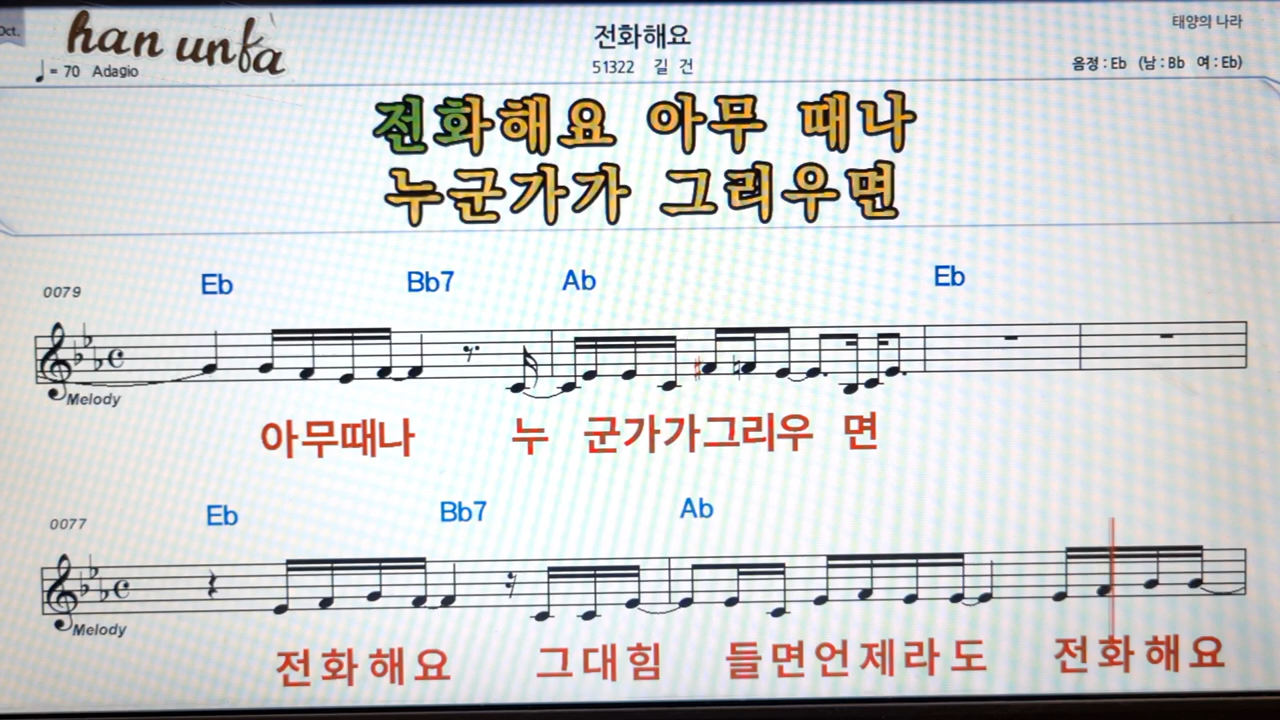 Oct.
han unfa
전화해요
태양의 나라
♩= 70 Adagio
51322 길 건
음정 : Eb (남 : Bb 여 : Eb)
전화해요 아무 때나
누군가가 그리우면
Eb Bb7 Ab Eb
0079
Melody
아무때나 누 군가가그리우 면
Eb Bb7 Ab
0077
Melody
전화해요 그대힘 들면언제라도 전화해요